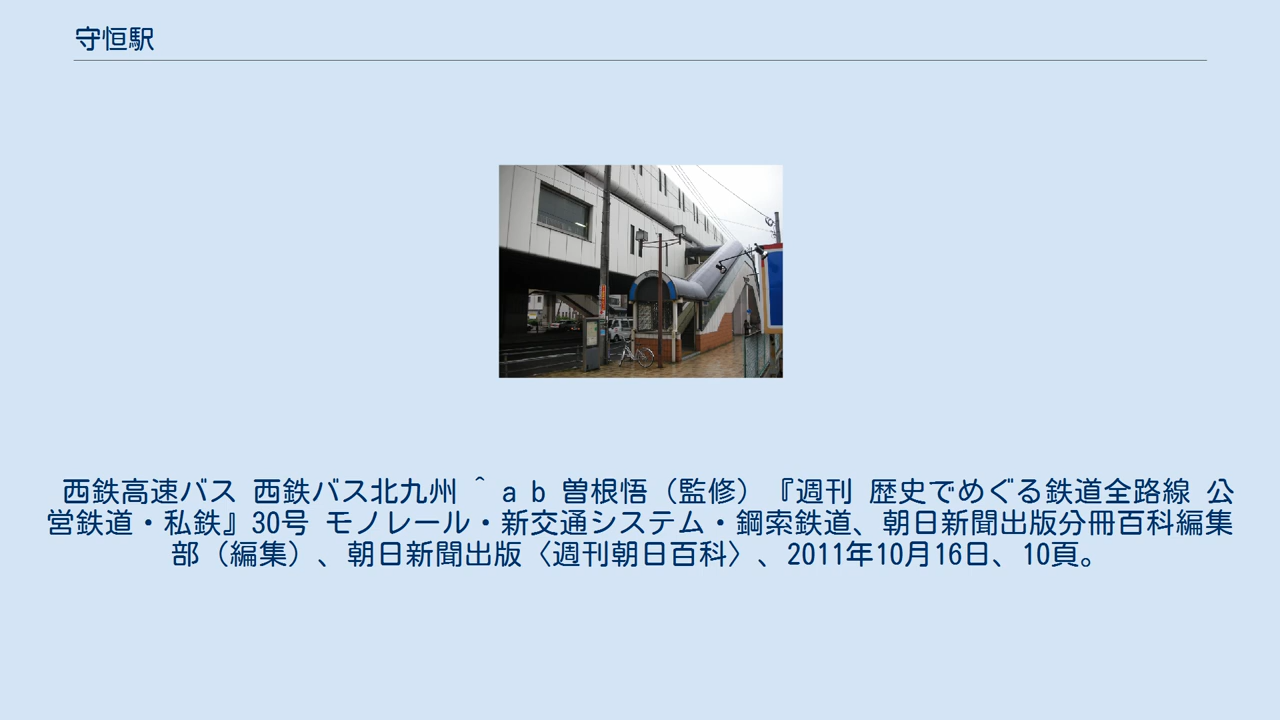 守恒駅
西鉄高速バス 西鉄バス北九州 ^ a b 曽根悟（監修）『週刊 歴史でめぐる鉄道全路線 公
営鉄道・私鉄』30号 モノレール・新交通システム・鋼索鉄道、朝日新聞出版分冊百科編集
部（編集）、朝日新聞出版〈週刊朝日百科〉、2011年10月16日、10頁。